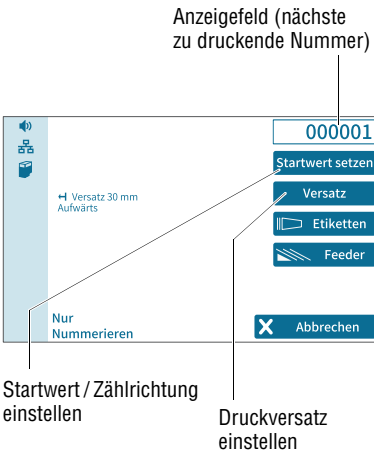 Anzeigefeld (nächste
zu druckende Nummer)
000001
Startwert setzen
Versatz 30 mm
Aufwärts
Versatz
Etiketten
Feeder
Nur
Nummerieren
Abbrechen
Startwert / Zählrichtung
einstellen
Druckversatz
einstellen